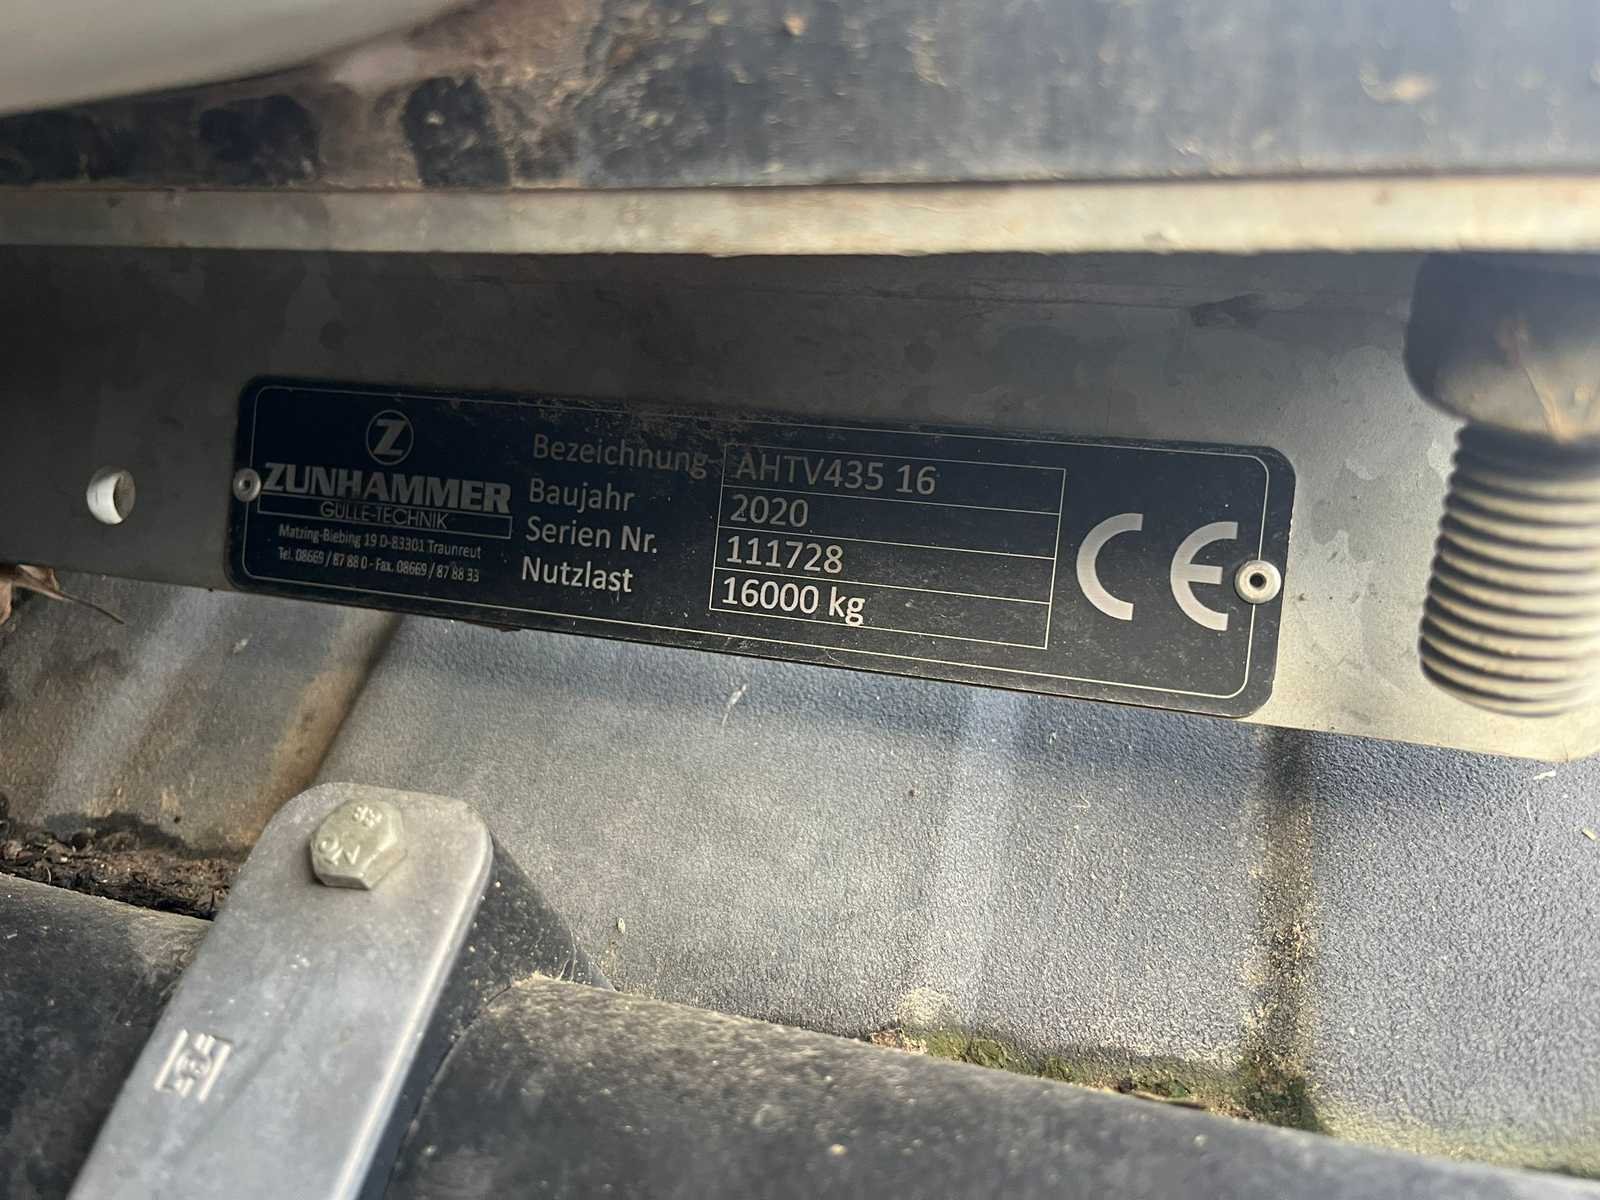 Z
ZUNHAMMER
GÜLLE-TECHNIK
Matzing-Biebing 19 D-83301 Traunreut
Tel. 08669 / 87 88 0 - Fax. 08669 / 87 88 33
Bezeichnung AHTV435 16
Baujahr 2020
Serien Nr. 111728
Nutzlast 16000 kg
CE